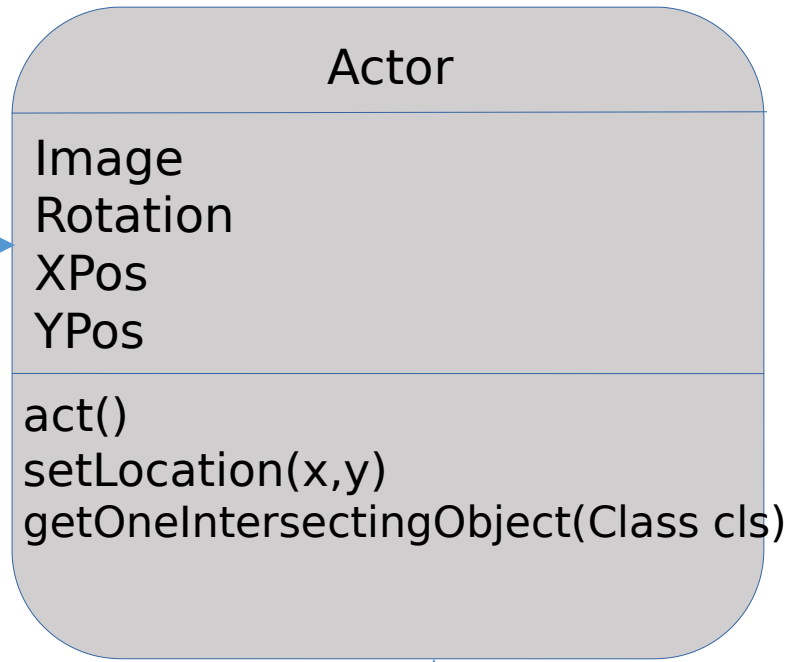 Actor
Image
Rotation
XPos
YPos
act()
setLocation(x,y)
getOneIntersectingObject(Class cls)